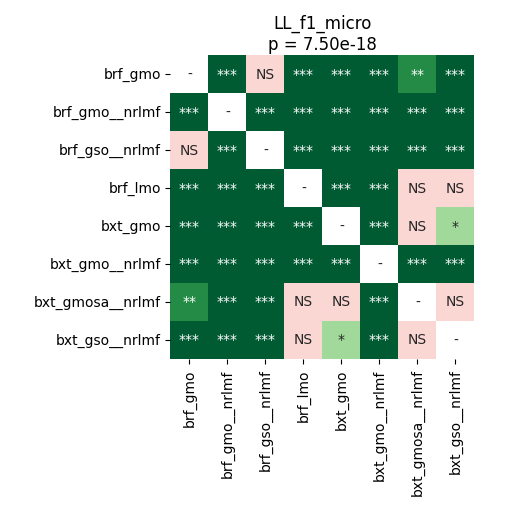 LL_f1_micro
p = 7.50e-18
brf_gmo - *** NS *** *** *** ** ***
brf_gmo__nrlmf *** - *** *** *** *** *** ***
brf_gso__nrlmf NS *** - *** *** *** *** ***
brf_lmo *** *** *** - *** *** NS NS
bxt_gmo *** *** *** *** - *** NS *
bxt_gmo__nrlmf *** *** *** *** *** - *** ***
bxt_gmosa__nrlmf ** *** *** NS NS *** - NS
bxt_gso__nrlmf *** *** *** NS * *** NS -
brf_gmo
brf_gmo__nrlmf
brf_gso__nrlmf
brf_lmo
bxt_gmo
bxt_gmo__nrlmf
bxt_gmosa__nrlmf
bxt_gso__nrlmf